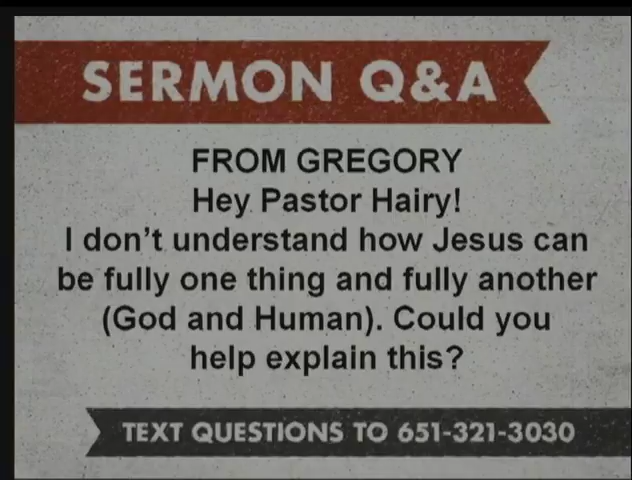 SERMON Q&A
FROM GREGORY
Hey Pastor Hairy!
I don't understand how Jesus can
be fully one thing and fully another
(God and Human). Could you
help explain this?
TEXT QUESTIONS TO 651-321-3030